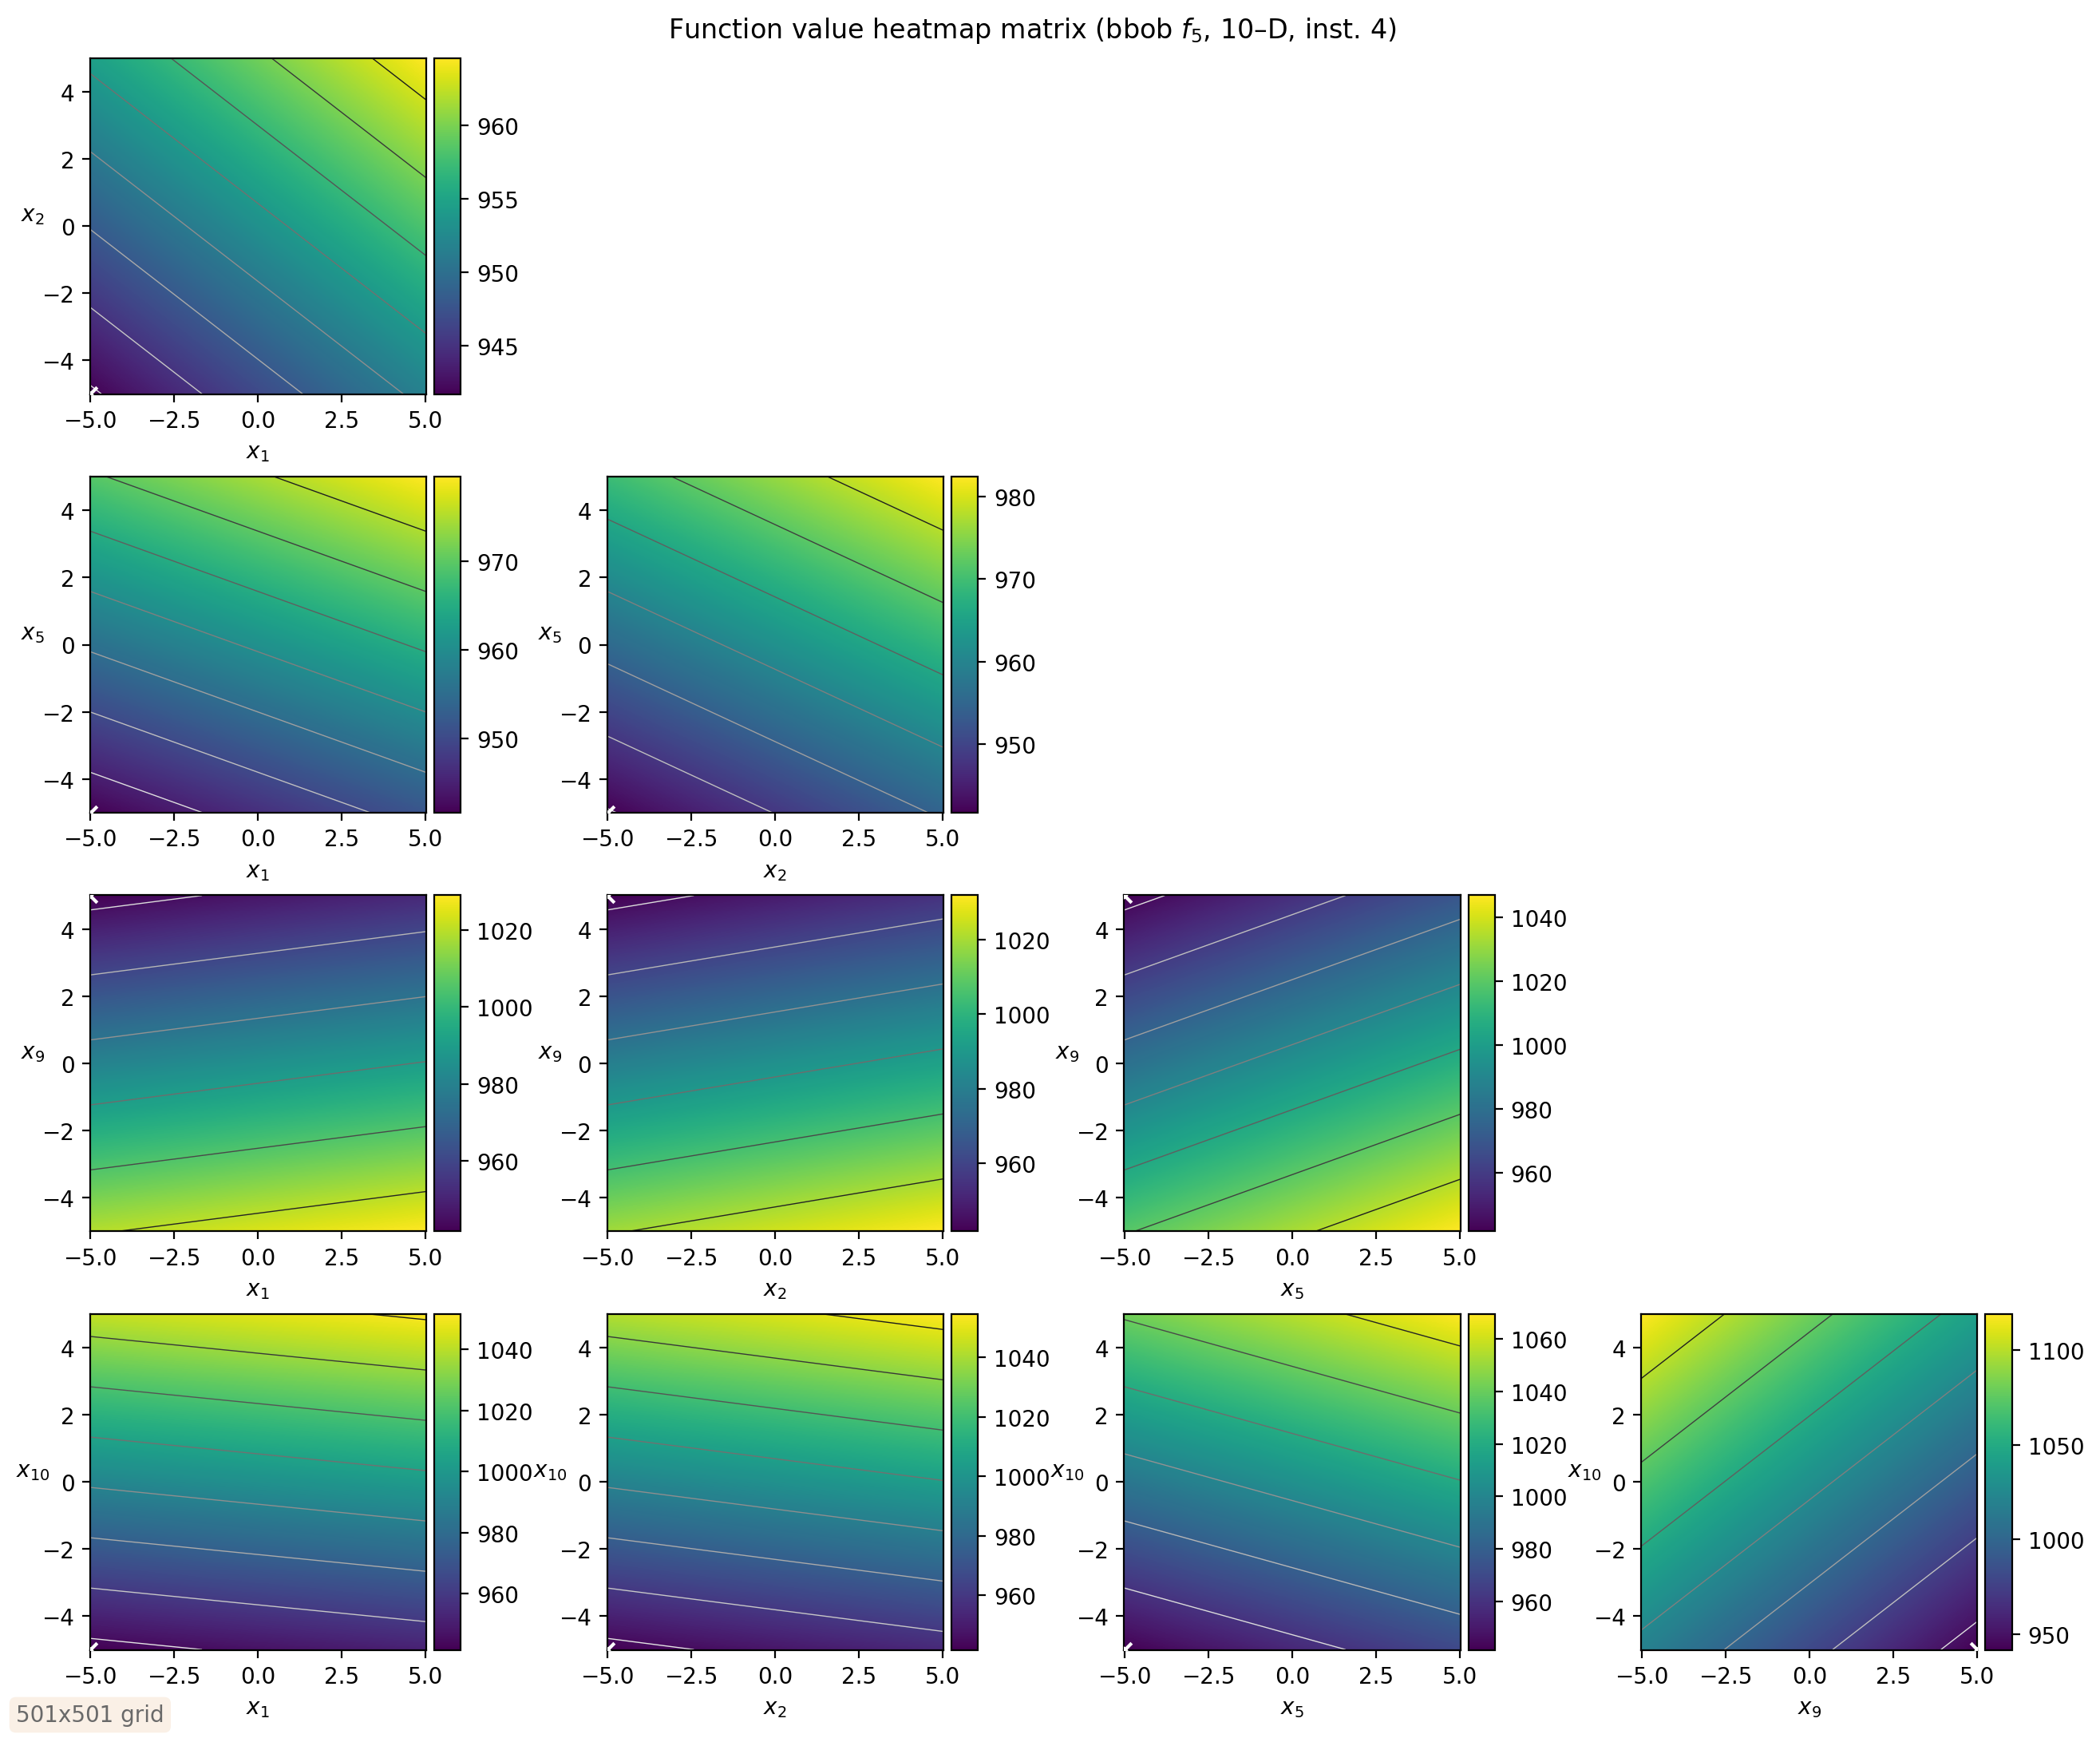 Function value heatmap matrix (bbob f₅, 10–D, inst. 4)
4
2
0
−2
−4
x₂
−5.0 −2.5 0.0 2.5 5.0
x₁
960
955
950
945
4
2
0
−2
−4
x₅
−5.0 −2.5 0.0 2.5 5.0
x₁
970
960
950
4
2
0
−2
−4
x₅
−5.0 −2.5 0.0 2.5 5.0
x₂
980
970
960
950
4
2
0
−2
−4
x₉
−5.0 −2.5 0.0 2.5 5.0
x₁
1020
1000
980
960
4
2
0
−2
−4
x₉
−5.0 −2.5 0.0 2.5 5.0
x₂
1020
1000
980
960
4
2
0
−2
−4
x₉
−5.0 −2.5 0.0 2.5 5.0
x₅
1040
1020
1000
980
960
4
2
0
−2
−4
x₁₀
−5.0 −2.5 0.0 2.5 5.0
x₁
1040
1020
1000
980
960
4
2
0
−2
−4
x₁₀
−5.0 −2.5 0.0 2.5 5.0
x₂
1040
1020
1000
980
960
4
2
0
−2
−4
x₁₀
−5.0 −2.5 0.0 2.5 5.0
x₅
1060
1040
1020
1000
980
960
4
2
0
−2
−4
x₁₀
−5.0 −2.5 0.0 2.5 5.0
x₉
1100
1050
1000
950
501x501 grid